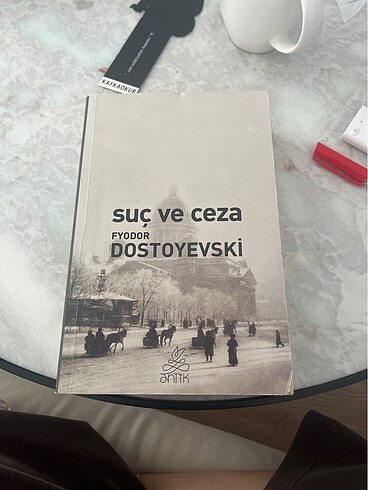 KAFKAOKUR
suç ve ceza
FYODOR
DOSTOYEVSKİ
antik